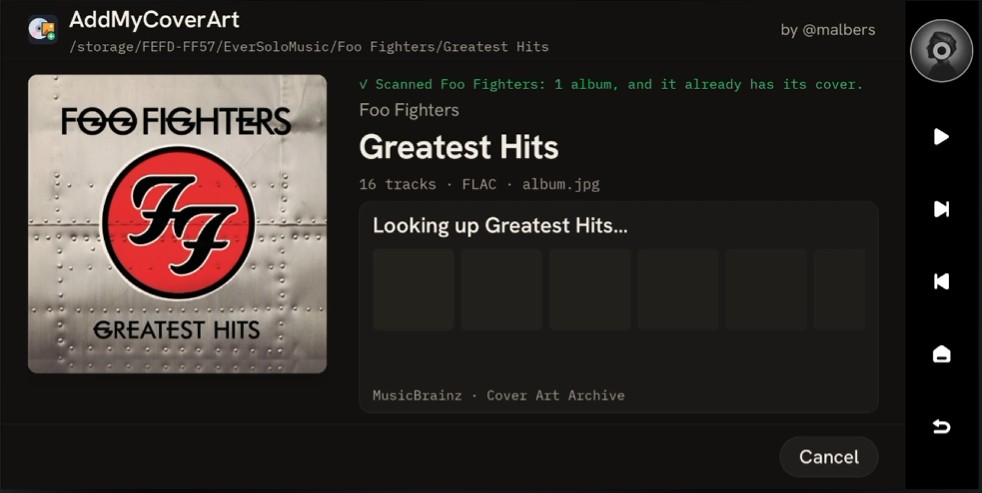 AddMyCoverArt
/storage/FEFD-FF57/EverSoloMusic/Foo Fighters/Greatest Hits
by @malbers
FOO FIGHTERS
FF
GREATEST HITS
√ Scanned Foo Fighters: 1 album, and it already has its cover.
Foo Fighters
Greatest Hits
16 tracks · FLAC · album.jpg
Looking up Greatest Hits…
MusicBrainz · Cover Art Archive
Cancel